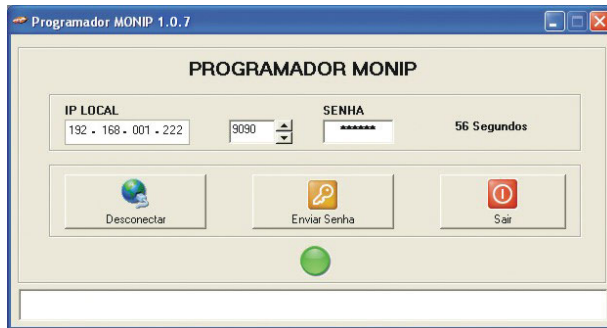 Programador MONIP 1.0.7
PROGRAMADOR MONIP
IP LOCAL SENHA
192 . 168 . 001 . 222 9090 ****** 56 Segundos
Desconectar Enviar Senha Sair